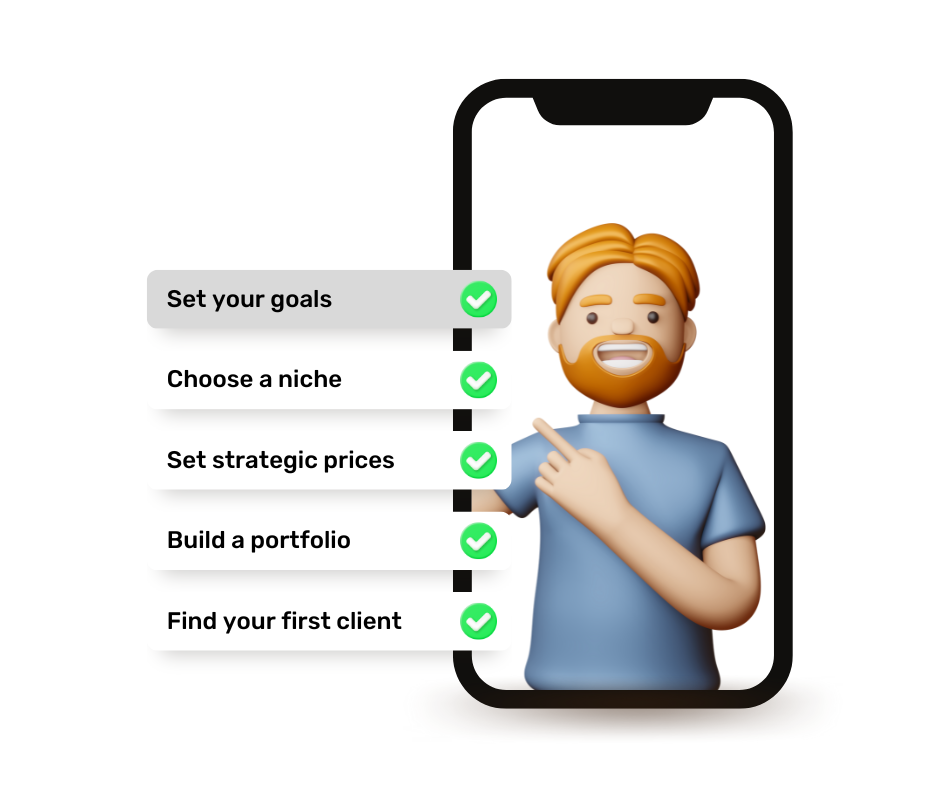 Set your goals
Choose a niche
Set strategic prices
Build a portfolio
Find your first client